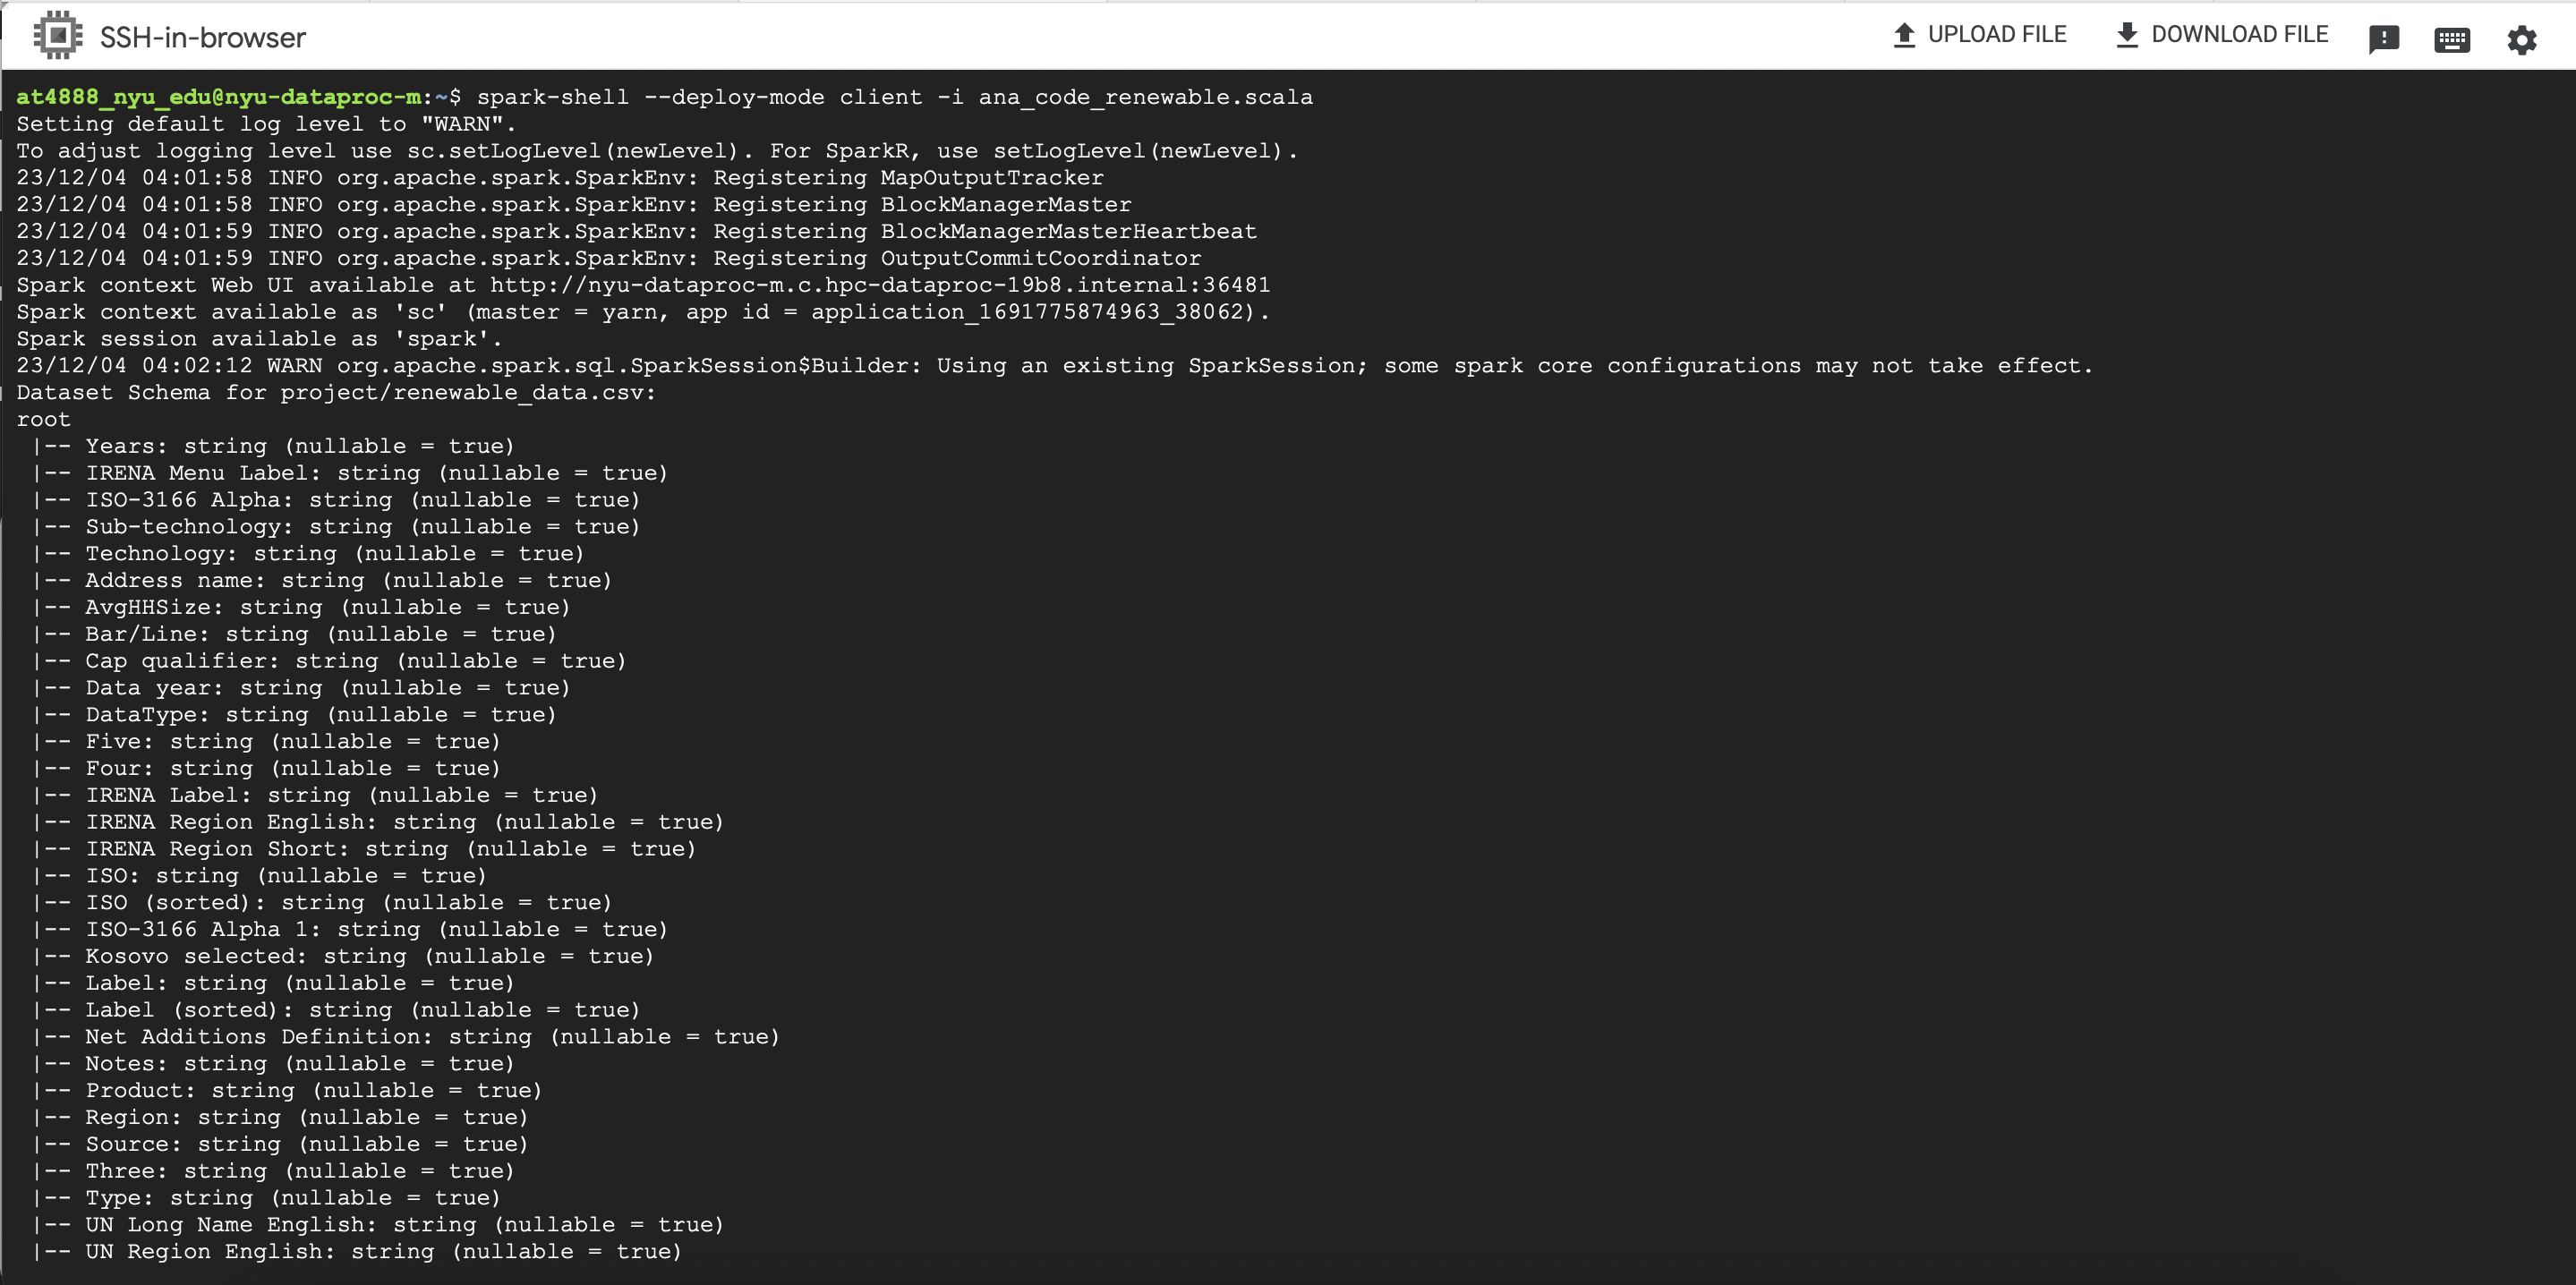 SSH-in-browser
UPLOAD FILE
DOWNLOAD FILE
at4888_nyu_edu@nyu-dataproc-m:~$ spark-shell --deploy-mode client -i ana_code_renewable.scala
Setting default log level to "WARN".
To adjust logging level use sc.setLogLevel(newLevel). For SparkR, use setLogLevel(newLevel).
23/12/04 04:01:58 INFO org.apache.spark.SparkEnv: Registering MapOutputTracker
23/12/04 04:01:58 INFO org.apache.spark.SparkEnv: Registering BlockManagerMaster
23/12/04 04:01:59 INFO org.apache.spark.SparkEnv: Registering BlockManagerMasterHeartbeat
23/12/04 04:01:59 INFO org.apache.spark.SparkEnv: Registering OutputCommitCoordinator
Spark context Web UI available at http://nyu-dataproc-m.c.hpc-dataproc-19b8.internal:36481
Spark context available as 'sc' (master = yarn, app id = application_1691775874963_38062).
Spark session available as 'spark'.
23/12/04 04:02:12 WARN org.apache.spark.sql.SparkSession$Builder: Using an existing SparkSession; some spark core configurations may not take effect.
Dataset Schema for project/renewable_data.csv:
root
 |-- Years: string (nullable = true)
 |-- IRENA Menu Label: string (nullable = true)
 |-- ISO-3166 Alpha: string (nullable = true)
 |-- Sub-technology: string (nullable = true)
 |-- Technology: string (nullable = true)
 |-- Address name: string (nullable = true)
 |-- AvgHHSize: string (nullable = true)
 |-- Bar/Line: string (nullable = true)
 |-- Cap qualifier: string (nullable = true)
 |-- Data year: string (nullable = true)
 |-- DataType: string (nullable = true)
 |-- Five: string (nullable = true)
 |-- Four: string (nullable = true)
 |-- IRENA Label: string (nullable = true)
 |-- IRENA Region English: string (nullable = true)
 |-- IRENA Region Short: string (nullable = true)
 |-- ISO: string (nullable = true)
 |-- ISO (sorted): string (nullable = true)
 |-- ISO-3166 Alpha 1: string (nullable = true)
 |-- Kosovo selected: string (nullable = true)
 |-- Label: string (nullable = true)
 |-- Label (sorted): string (nullable = true)
 |-- Net Additions Definition: string (nullable = true)
 |-- Notes: string (nullable = true)
 |-- Product: string (nullable = true)
 |-- Region: string (nullable = true)
 |-- Source: string (nullable = true)
 |-- Three: string (nullable = true)
 |-- Type: string (nullable = true)
 |-- UN Long Name English: string (nullable = true)
 |-- UN Region English: string (nullable = true)